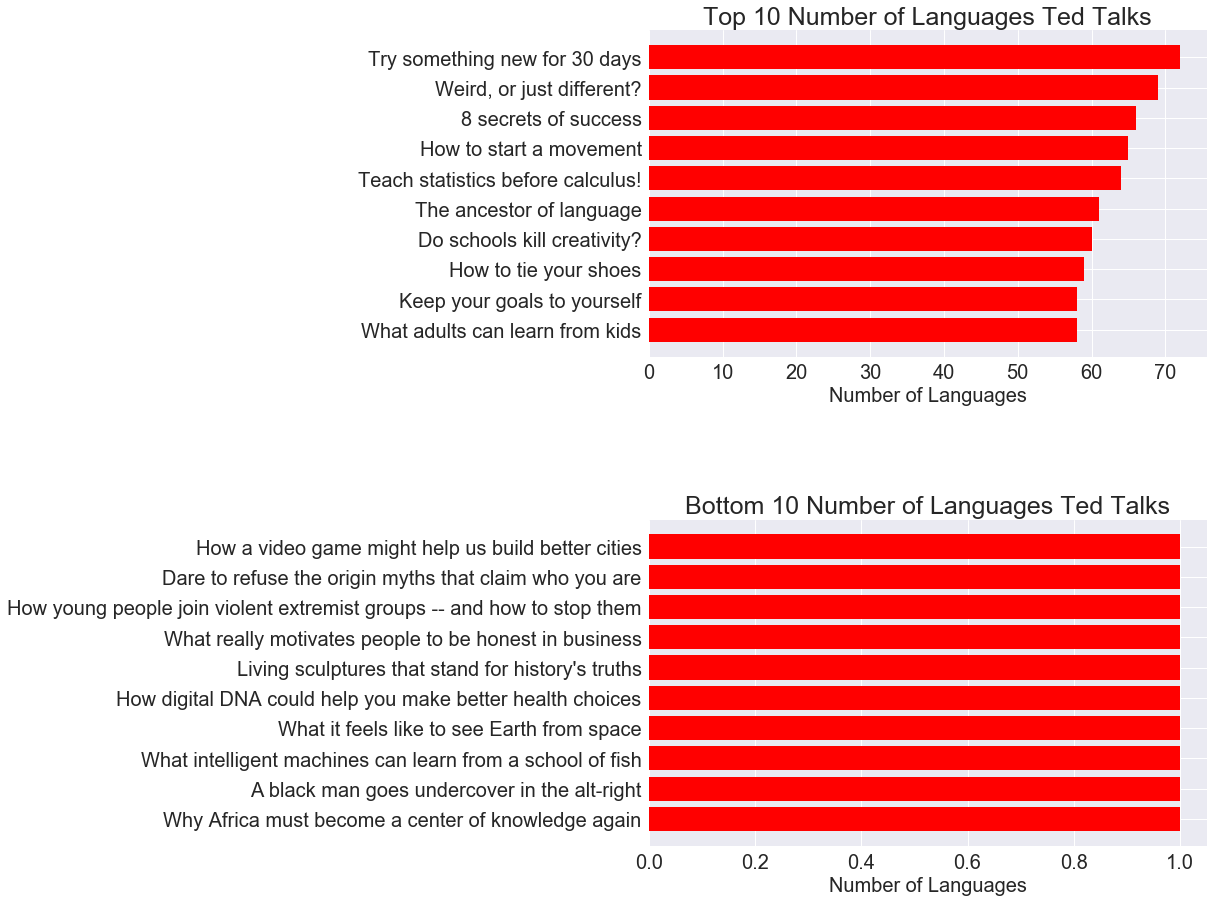 Top 10 Number of Languages Ted Talks
Try something new for 30 days
Weird, or just different?
8 secrets of success
How to start a movement
Teach statistics before calculus!
The ancestor of language
Do schools kill creativity?
How to tie your shoes
Keep your goals to yourself
What adults can learn from kids
0 10 20 30 40 50 60 70
Number of Languages
Bottom 10 Number of Languages Ted Talks
How a video game might help us build better cities
Dare to refuse the origin myths that claim who you are
How young people join violent extremist groups -- and how to stop them
What really motivates people to be honest in business
Living sculptures that stand for history's truths
How digital DNA could help you make better health choices
What it feels like to see Earth from space
What intelligent machines can learn from a school of fish
A black man goes undercover in the alt-right
Why Africa must become a center of knowledge again
0.0 0.2 0.4 0.6 0.8 1.0
Number of Languages